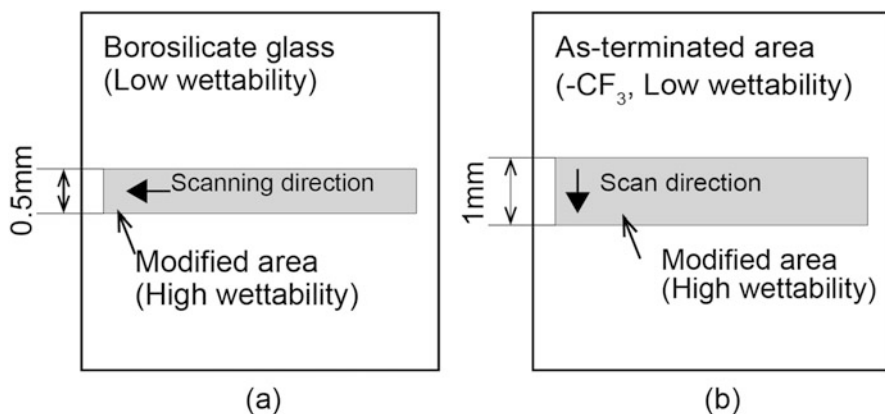 Borosilicate glass
(Low wettability)
0.5mm
Scanning direction
Modified area
(High wettability)
(a)
As-terminated area
(-CF₃, Low wettability)
1mm
Scan direction
Modified area
(High wettability)
(b)